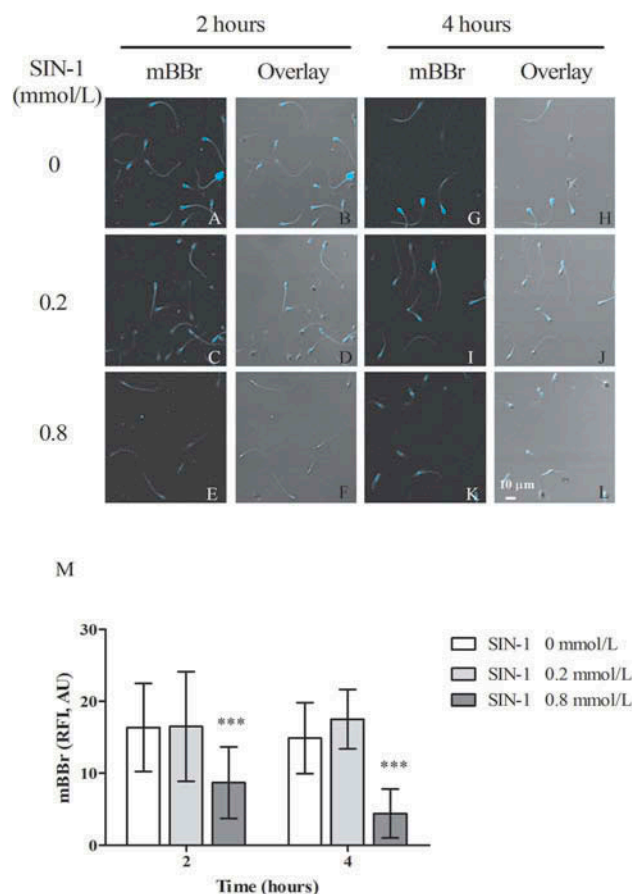 2 hours 4 hours
SIN-1 mBBr Overlay mBBr Overlay
(mmol/L)
0
A B G H
0.2
C D I J
0.8
E F K L
10 µm
M
30
SIN-1 0 mmol/L
SIN-1 0.2 mmol/L
SIN-1 0.8 mmol/L
20
***
***
10
0
mBBr (RFI, AU)
2 4
Time (hours)